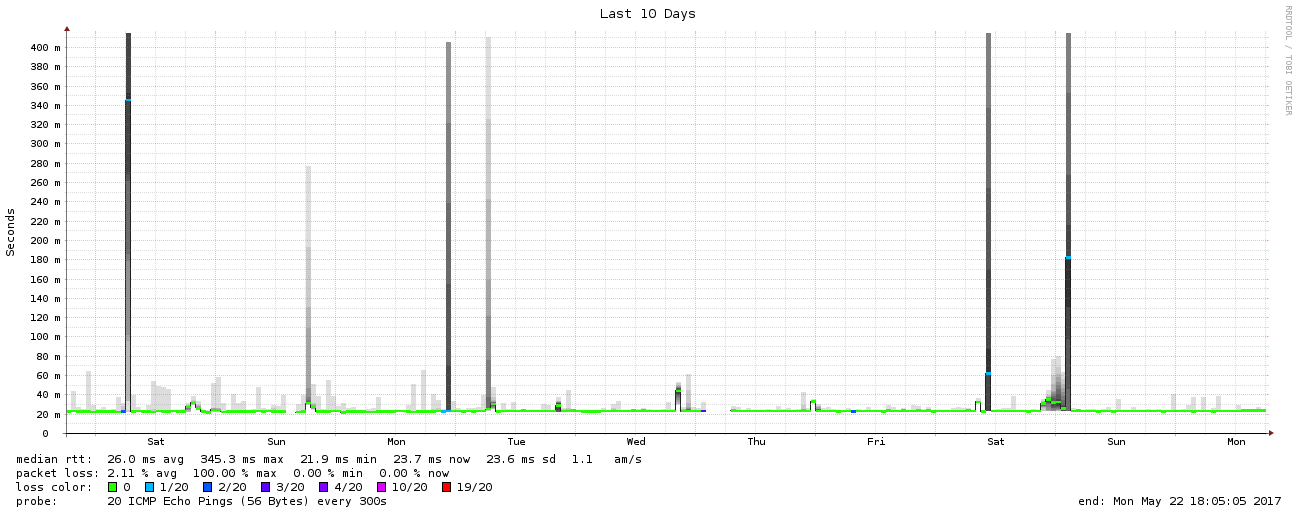 Last 10 Days
RRDTOOL / TOBI OETIKER
Seconds
400 m
380 m
360 m
340 m
320 m
300 m
280 m
260 m
240 m
220 m
200 m
180 m
160 m
140 m
120 m
100 m
80 m
60 m
40 m
20 m
0
Sat Sun Mon Tue Wed Thu Fri Sat Sun Mon
median rtt: 26.0 ms avg 345.3 ms max 21.9 ms min 23.7 ms now 23.6 ms sd 1.1 am/s
packet loss: 2.11 % avg 100.00 % max 0.00 % min 0.00 % now
loss color: 0 1/20 2/20 3/20 4/20 10/20 19/20
probe: 20 ICMP Echo Pings (56 Bytes) every 300s end: Mon May 22 18:05:05 2017